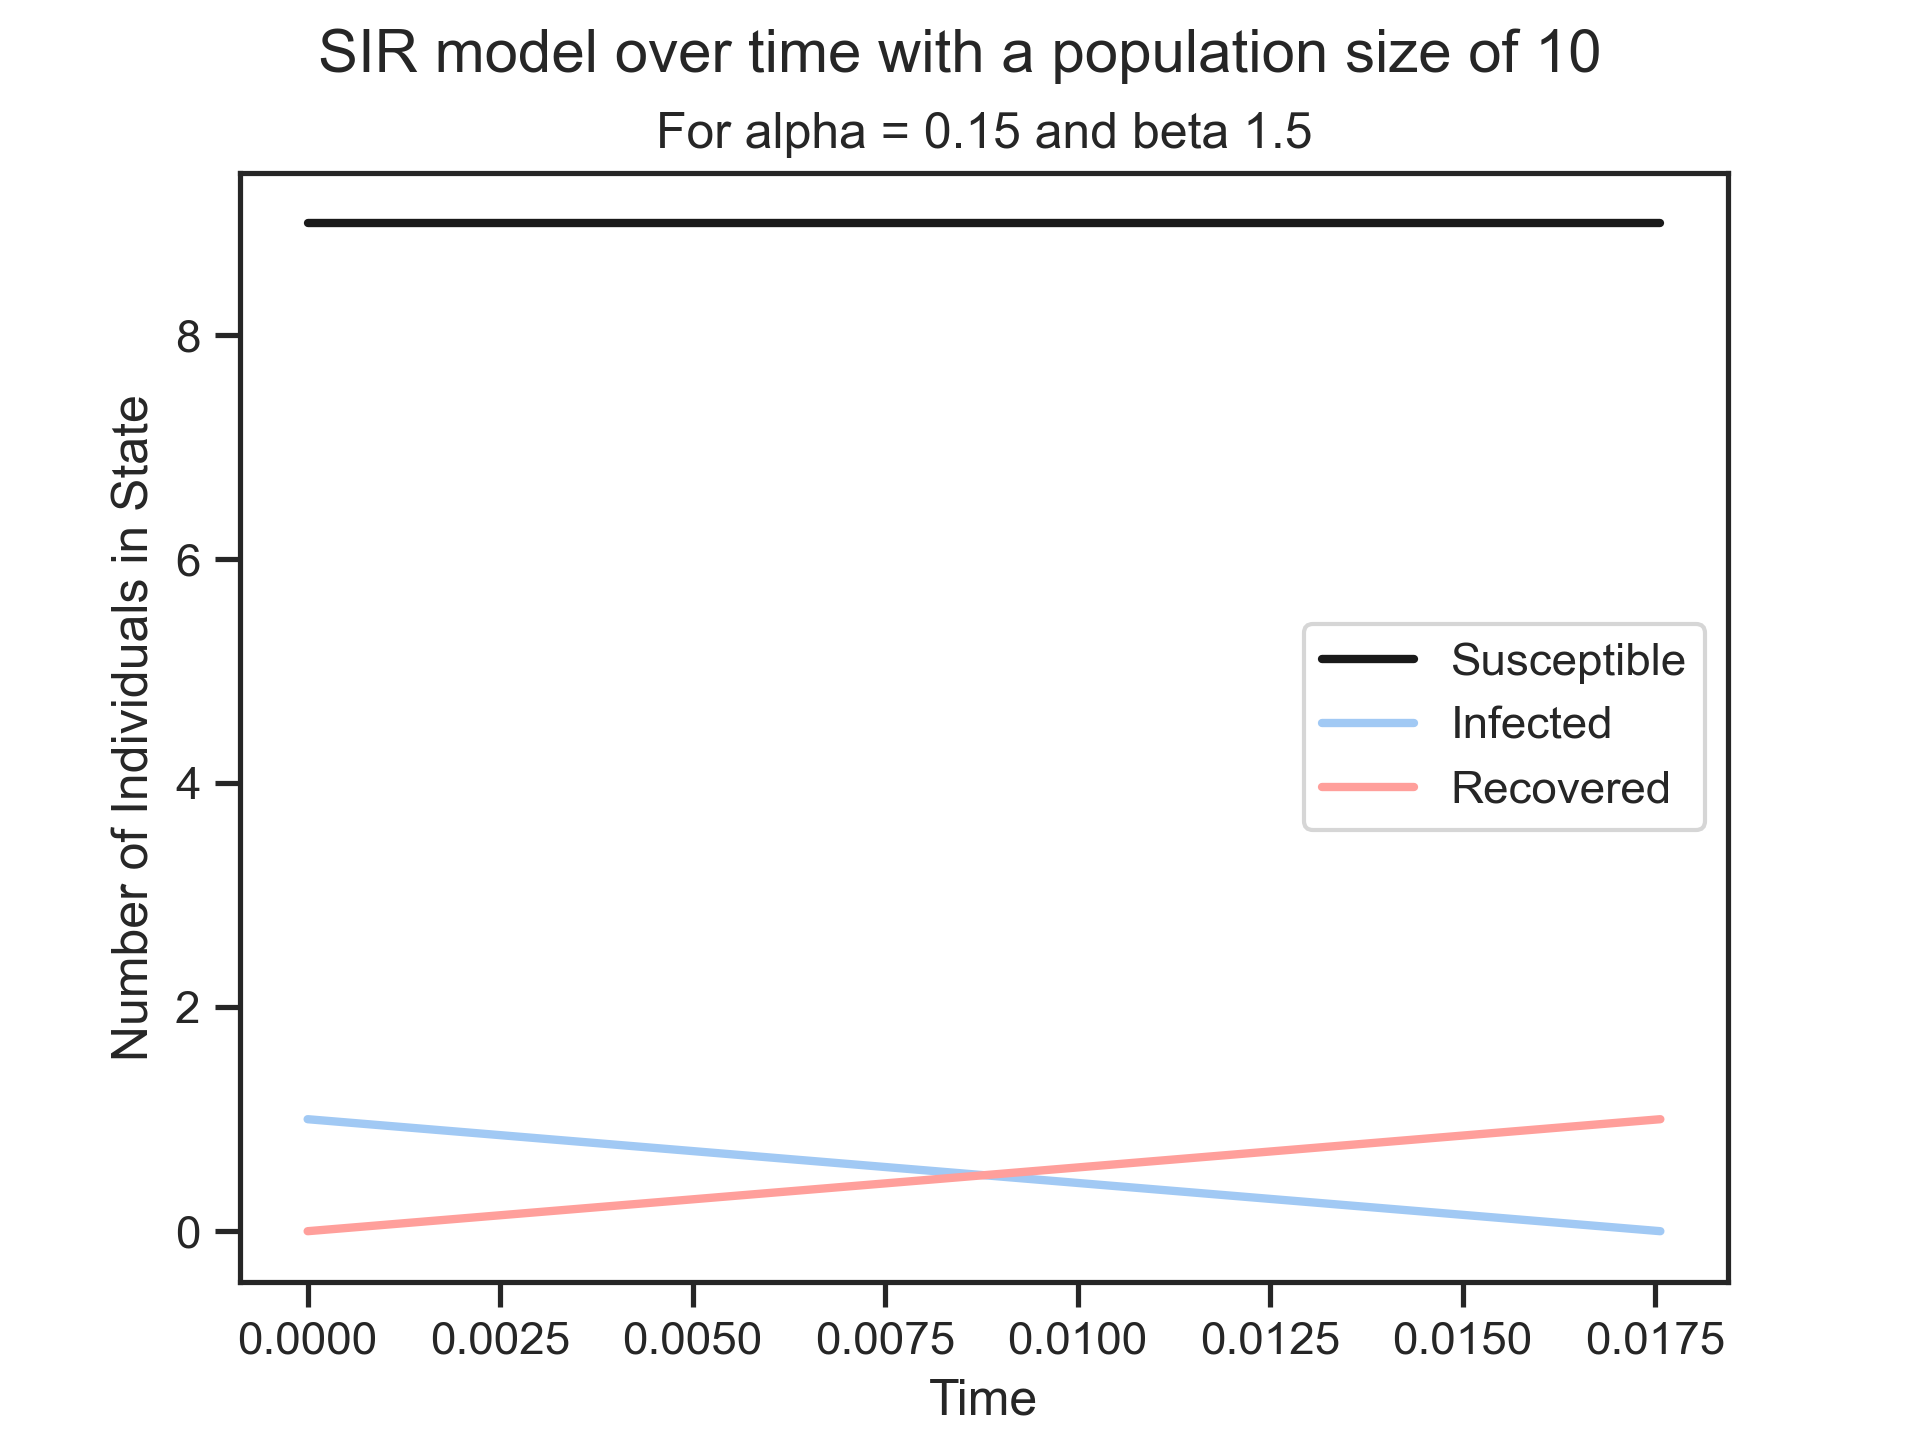 SIR model over time with a population size of 10
For alpha = 0.15 and beta 1.5
Number of Individuals in State
8
6
4
2
0
Susceptible
Infected
Recovered
0.0000 0.0025 0.0050 0.0075 0.0100 0.0125 0.0150 0.0175
Time